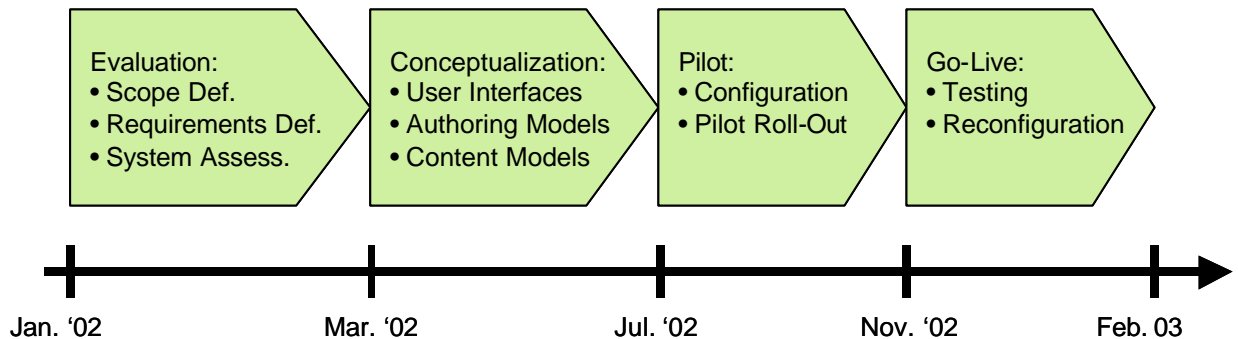 Evaluation:
• Scope Def.
• Requirements Def.
• System Assess.
Conceptualization:
• User Interfaces
• Authoring Models
• Content Models
Pilot:
• Configuration
• Pilot Roll-Out
Go-Live:
• Testing
• Reconfiguration
Jan. ‘02
Mar. ‘02
Jul. ‘02
Nov. ‘02
Feb. 03